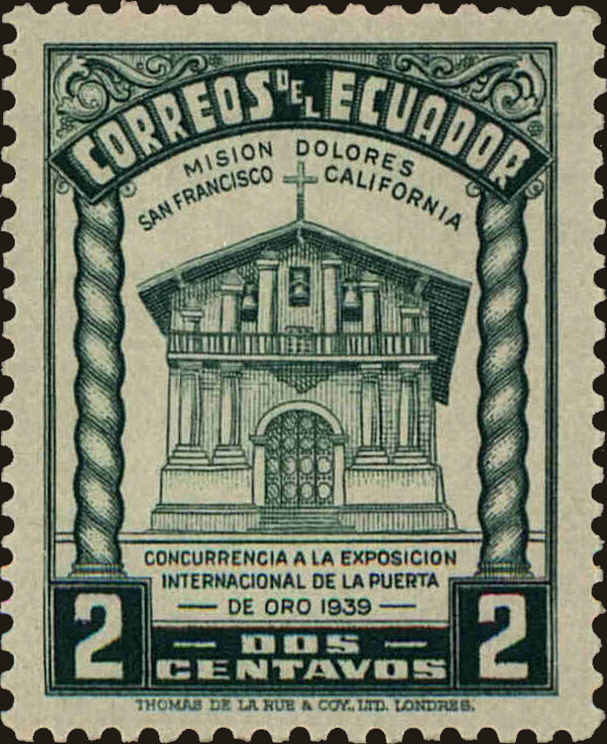 CORREOS DEL ECUADOR
MISION DOLORES
SAN FRANCISCO CALIFORNIA
CONCURRENCIA A LA EXPOSICION
INTERNACIONAL DE LA PUERTA
— DE ORO 1939 —
2 — DOS — 2
CENTAVOS
THOMAS DE LA RUE & COY., LTD. LONDRES.